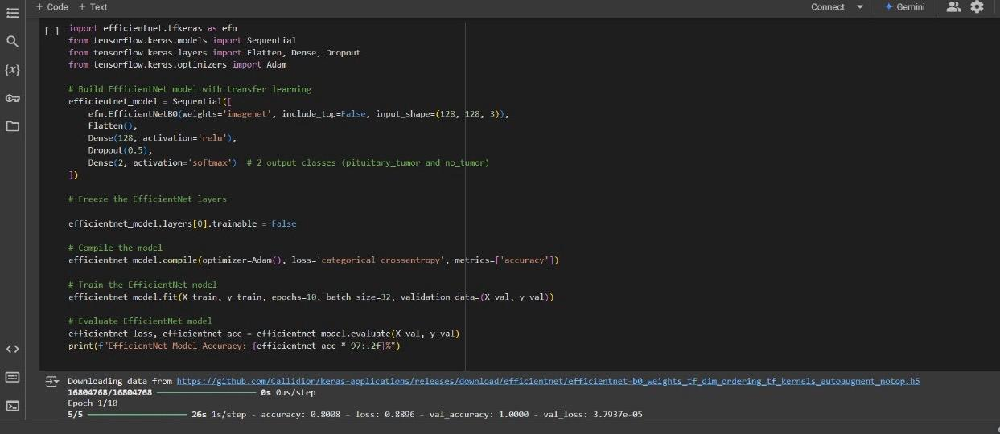 + Code + Text
Connect
Gemini
[ ]
import efficientnet.tfkeras as efn
from tensorflow.keras.models import Sequential
from tensorflow.keras.layers import Flatten, Dense, Dropout
from tensorflow.keras.optimizers import Adam
# Build EfficientNet model with transfer learning
efficientnet_model = Sequential([
    efn.EfficientNetB0(weights='imagenet', include_top=False, input_shape=(128, 128, 3)),
    Flatten(),
    Dense(128, activation='relu'),
    Dropout(0.5),
    Dense(2, activation='softmax')  # 2 output classes (pituitary_tumor and no_tumor)
])
# Freeze the EfficientNet layers
efficientnet_model.layers[0].trainable = False
# Compile the model
efficientnet_model.compile(optimizer=Adam(), loss='categorical_crossentropy', metrics=['accuracy'])
# Train the EfficientNet model
efficientnet_model.fit(X_train, y_train, epochs=10, batch_size=32, validation_data=(X_val, y_val))
# Evaluate EfficientNet model
efficientnet_loss, efficientnet_acc = efficientnet_model.evaluate(X_val, y_val)
print(f"EfficientNet Model Accuracy: {efficientnet_acc * 97:.2f}%")
Downloading data from https://github.com/Callidior/keras-applications/releases/download/efficientnet/efficientnet-b0_weights_tf_dim_ordering_tf_kernels_autoaugment_notop.h5
16804768/16804768 0s 0us/step
Epoch 1/10
5/5 26s 1s/step - accuracy: 0.8008 - loss: 0.8896 - val_accuracy: 1.0000 - val_loss: 3.7937e-05